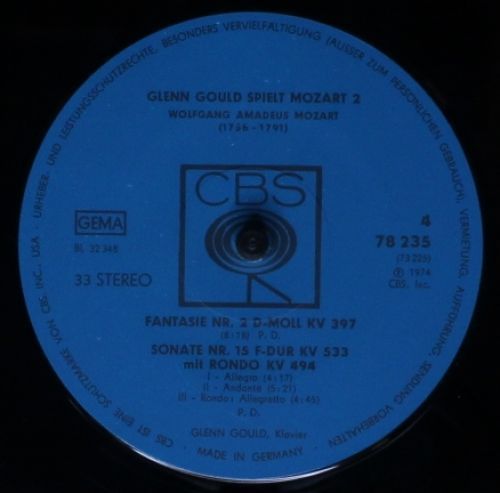 GLENN GOULD SPIELT MOZART 2
WOLFGANG AMADEUS MOZART
(1756-1791)
CBS
GEMA
BL 32 348
33 STEREO
4
78 235
(73 225)
℗ 1974
CBS, Inc.
FANTASIE NR. 2 D-MOLL KV 397
(6:18) P. D.
SONATE NR. 15 F-DUR KV 533
mit RONDO KV 494
I - Allegro (4:17)
II - Andante (5:21)
III - Rondo: Allegretto (4:45)
P. D.
GLENN GOULD, Klavier
MADE IN GERMANY
CBS IST EINE SCHUTZMARKE VON CBS, INC., USA · URHEBER- UND LEISTUNGSSCHUTZRECHTE, BESONDERS VERVIELFÄLTIGUNG (AUSSER ZUM PERSÖNLICHEN GEBRAUCH), VERMIETUNG, AUFFÜHRUNG, SENDUNG VORBEHALTEN